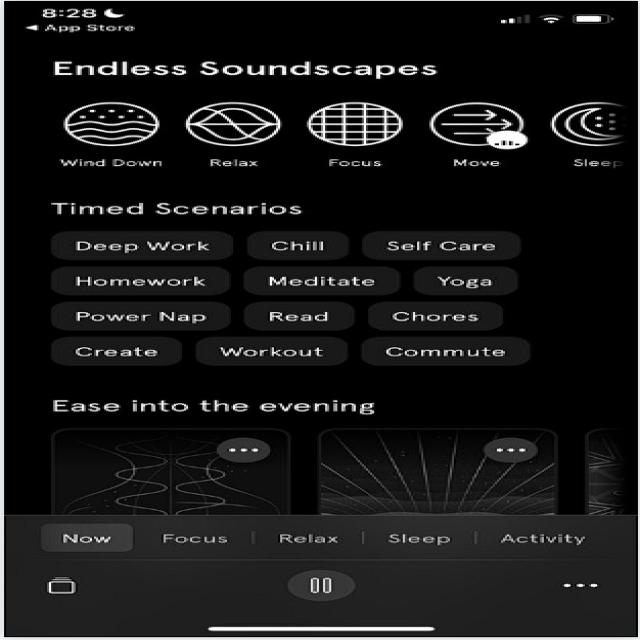 8:28
App Store
Endless Soundscapes
Wind Down Relax Focus Move Sleep
Timed Scenarios
Deep Work Chill Self Care
Homework Meditate Yoga
Power Nap Read Chores
Create Workout Commute
Ease into the evening
Now Focus Relax Sleep Activity